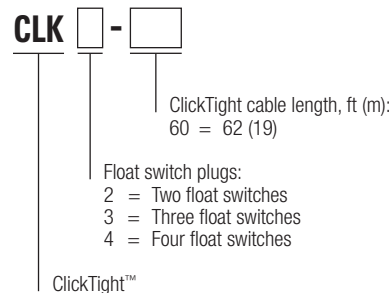 CLK -
ClickTight cable length, ft (m):
60 = 62 (19)
Float switch plugs:
2 = Two float switches
3 = Three float switches
4 = Four float switches
ClickTight™